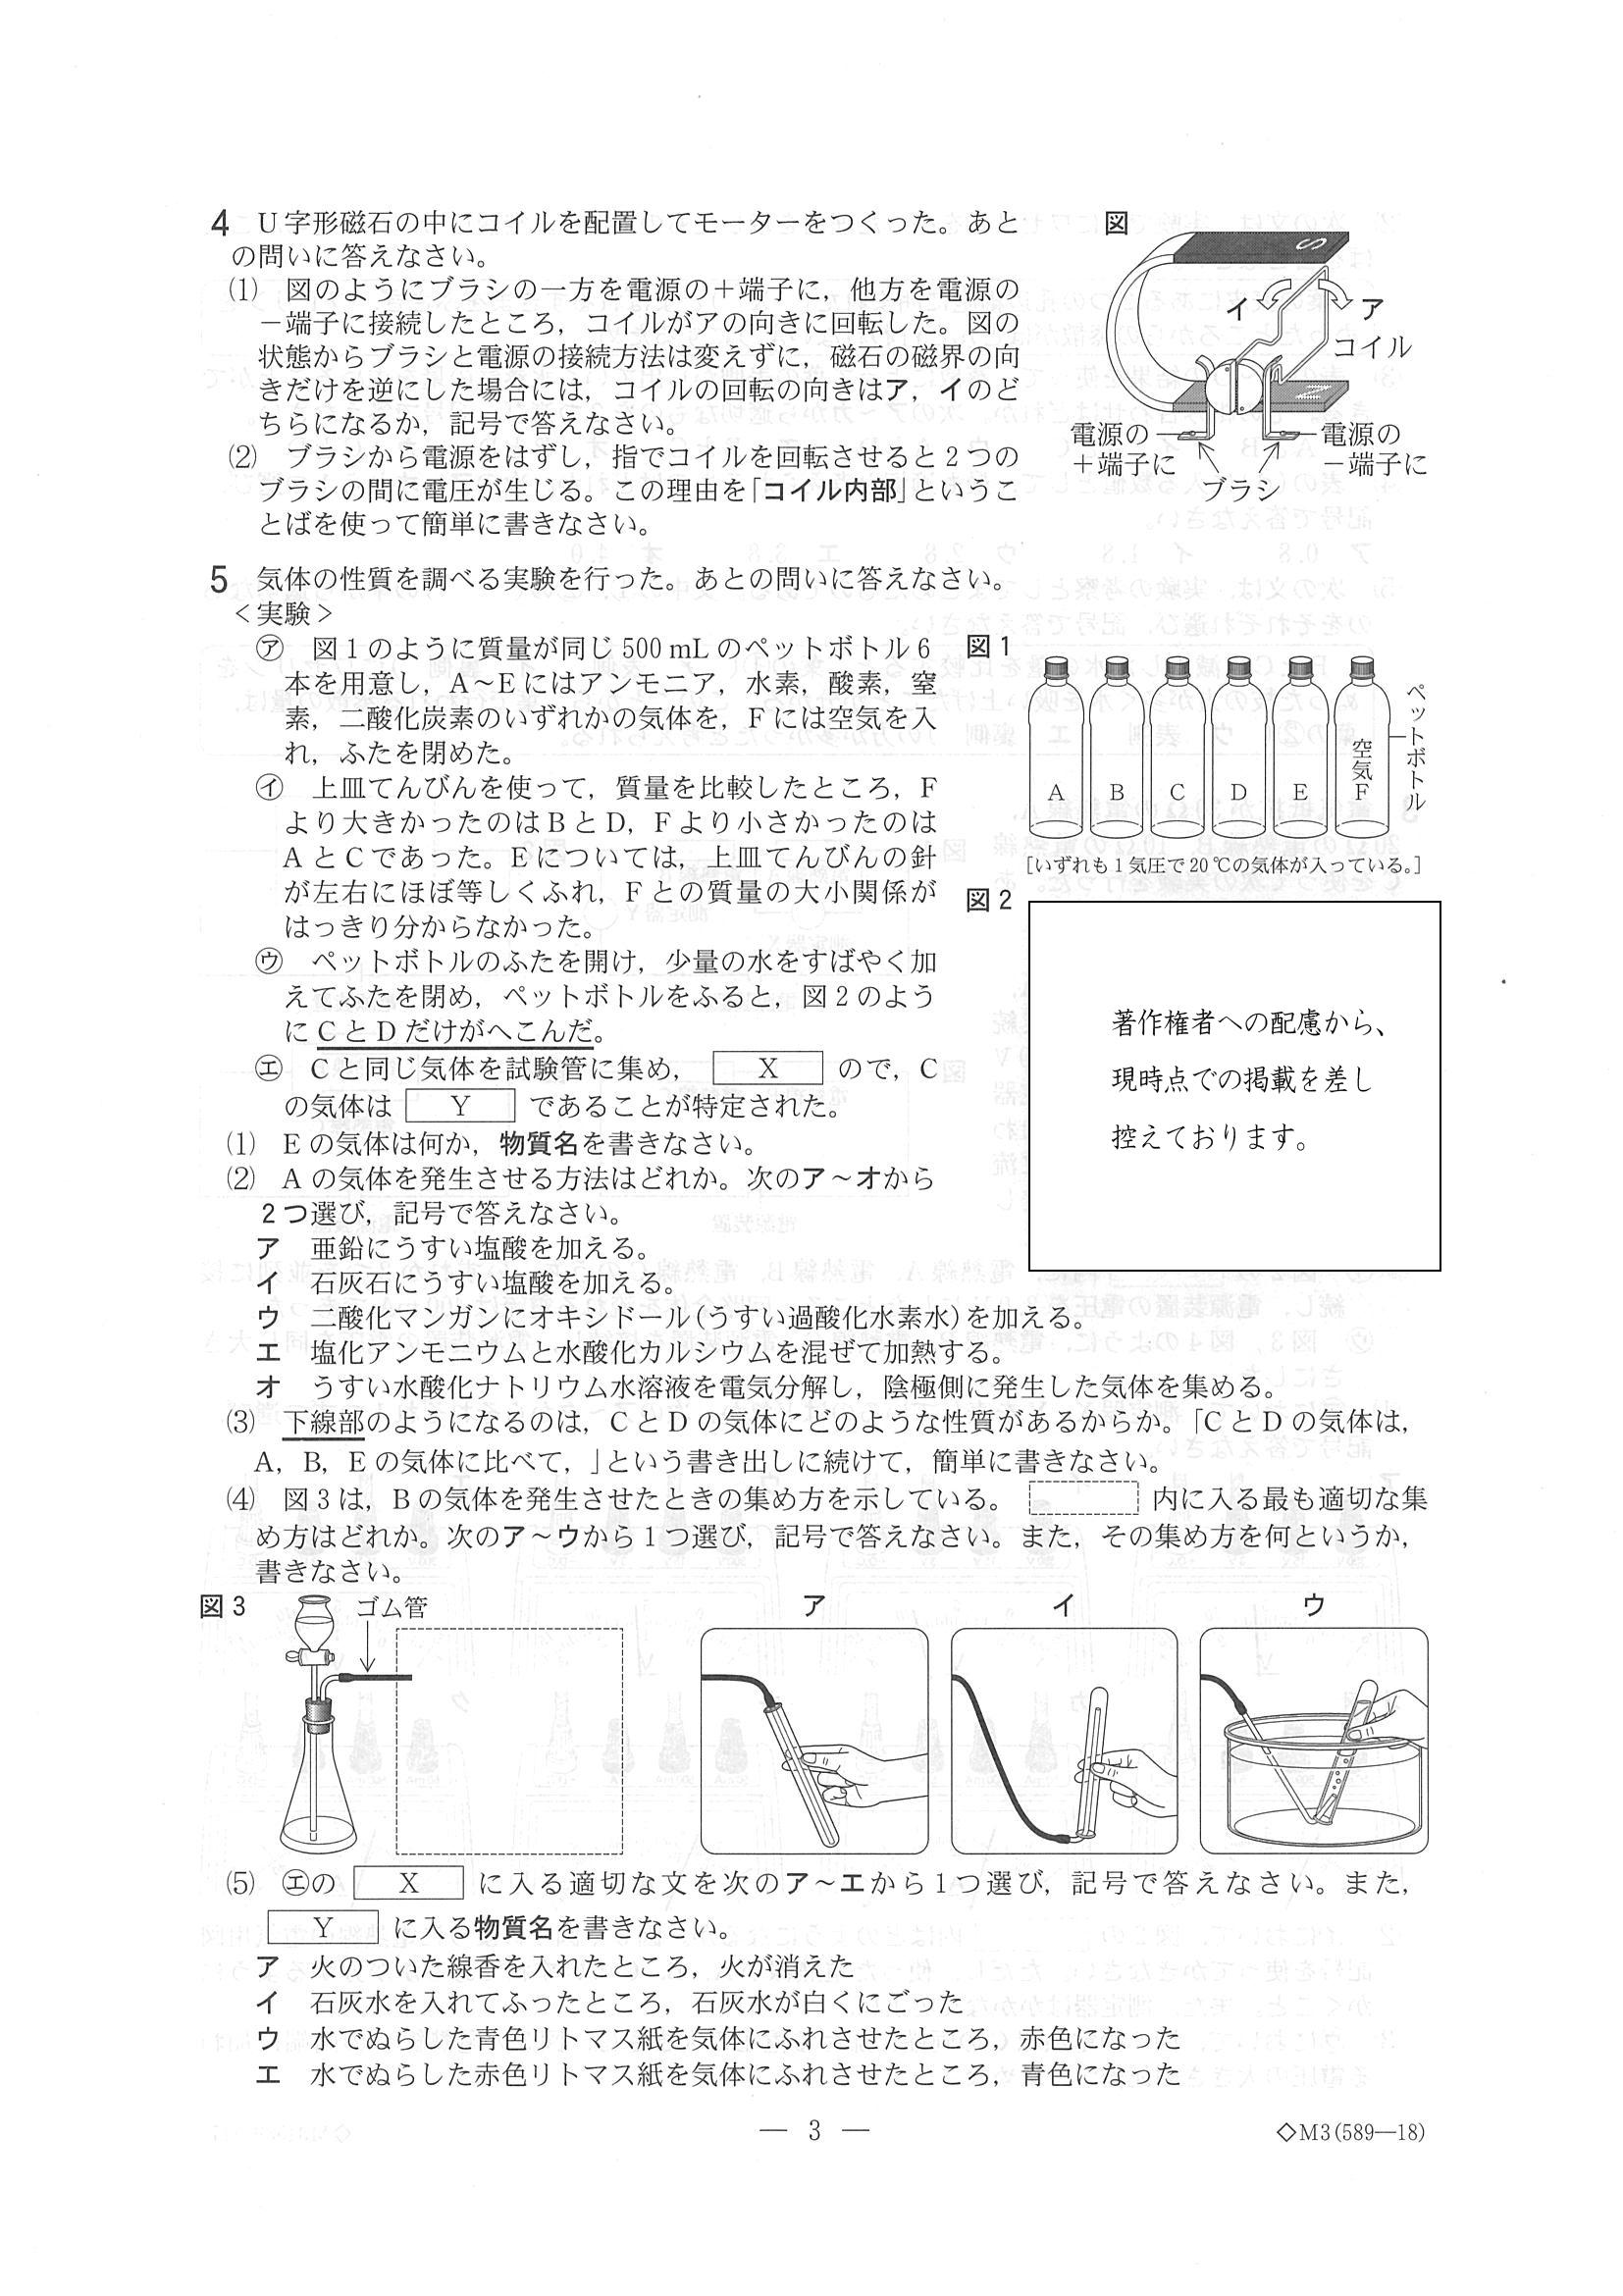 4　U字形磁石の中にコイルを配置してモーターをつくった。あと
の問いに答えなさい。
(1)　図のようにブラシの一方を電源の＋端子に，他方を電源の
－端子に接続したところ，コイルがアの向きに回転した。図の
状態からブラシと電源の接続方法は変えずに，磁石の磁界の向
きだけを逆にした場合には，コイルの回転の向きはア，イのど
ちらになるか，記号で答えなさい。
(2)　ブラシから電源をはずし，指でコイルを回転させると2つの
ブラシの間に電圧が生じる。この理由を「コイル内部」というこ
とばを使って簡単に書きなさい。
図
S
イ
ア
コイル
N
電源の
＋端子に
電源の
－端子に
ブラシ
5　気体の性質を調べる実験を行った。あとの問いに答えなさい。
＜実験＞
㋐　図1のように質量が同じ500 mLのペットボトル6
本を用意し，A～Eにはアンモニア，水素，酸素，窒
素，二酸化炭素のいずれかの気体を，Fには空気を入
れ，ふたを閉めた。
㋑　上皿てんびんを使って，質量を比較したところ，F
より大きかったのはBとD，Fより小さかったのは
AとCであった。Eについては，上皿てんびんの針
が左右にほぼ等しくふれ，Fとの質量の大小関係が
はっきり分からなかった。
㋒　ペットボトルのふたを開け，少量の水をすばやく加
えてふたを閉め，ペットボトルをふると，図2のよう
にCとDだけがへこんだ。
㋓　Cと同じ気体を試験管に集め，　X　ので，C
の気体は　Y　であることが特定された。
図1
A B C D E 空気F
ペットボトル
[いずれも1気圧で20℃の気体が入っている。]
図2
著作権者への配慮から、
現時点での掲載を差し
控えております。
(1)　Eの気体は何か，物質名を書きなさい。
(2)　Aの気体を発生させる方法はどれか。次のア～オから
2つ選び，記号で答えなさい。
ア　亜鉛にうすい塩酸を加える。
イ　石灰石にうすい塩酸を加える。
ウ　二酸化マンガンにオキシドール(うすい過酸化水素水)を加える。
エ　塩化アンモニウムと水酸化カルシウムを混ぜて加熱する。
オ　うすい水酸化ナトリウム水溶液を電気分解し，陰極側に発生した気体を集める。
(3)　下線部のようになるのは，CとDの気体にどのような性質があるからか。「CとDの気体は，
A，B，Eの気体に比べて，」という書き出しに続けて，簡単に書きなさい。
(4)　図3は，Bの気体を発生させたときの集め方を示している。　　　内に入る最も適切な集
め方はどれか。次のア～ウから1つ選び，記号で答えなさい。また，その集め方を何というか，
書きなさい。
図3
ゴム管
ア
イ
ウ
(5)　㋓の　X　に入る適切な文を次のア～エから1つ選び，記号で答えなさい。また，
Y　に入る物質名を書きなさい。
ア　火のついた線香を入れたところ，火が消えた
イ　石灰水を入れてふったところ，石灰水が白くにごった
ウ　水でぬらした青色リトマス紙を気体にふれさせたところ，赤色になった
エ　水でぬらした赤色リトマス紙を気体にふれさせたところ，青色になった
― 3 ―
◇M3(589―18)